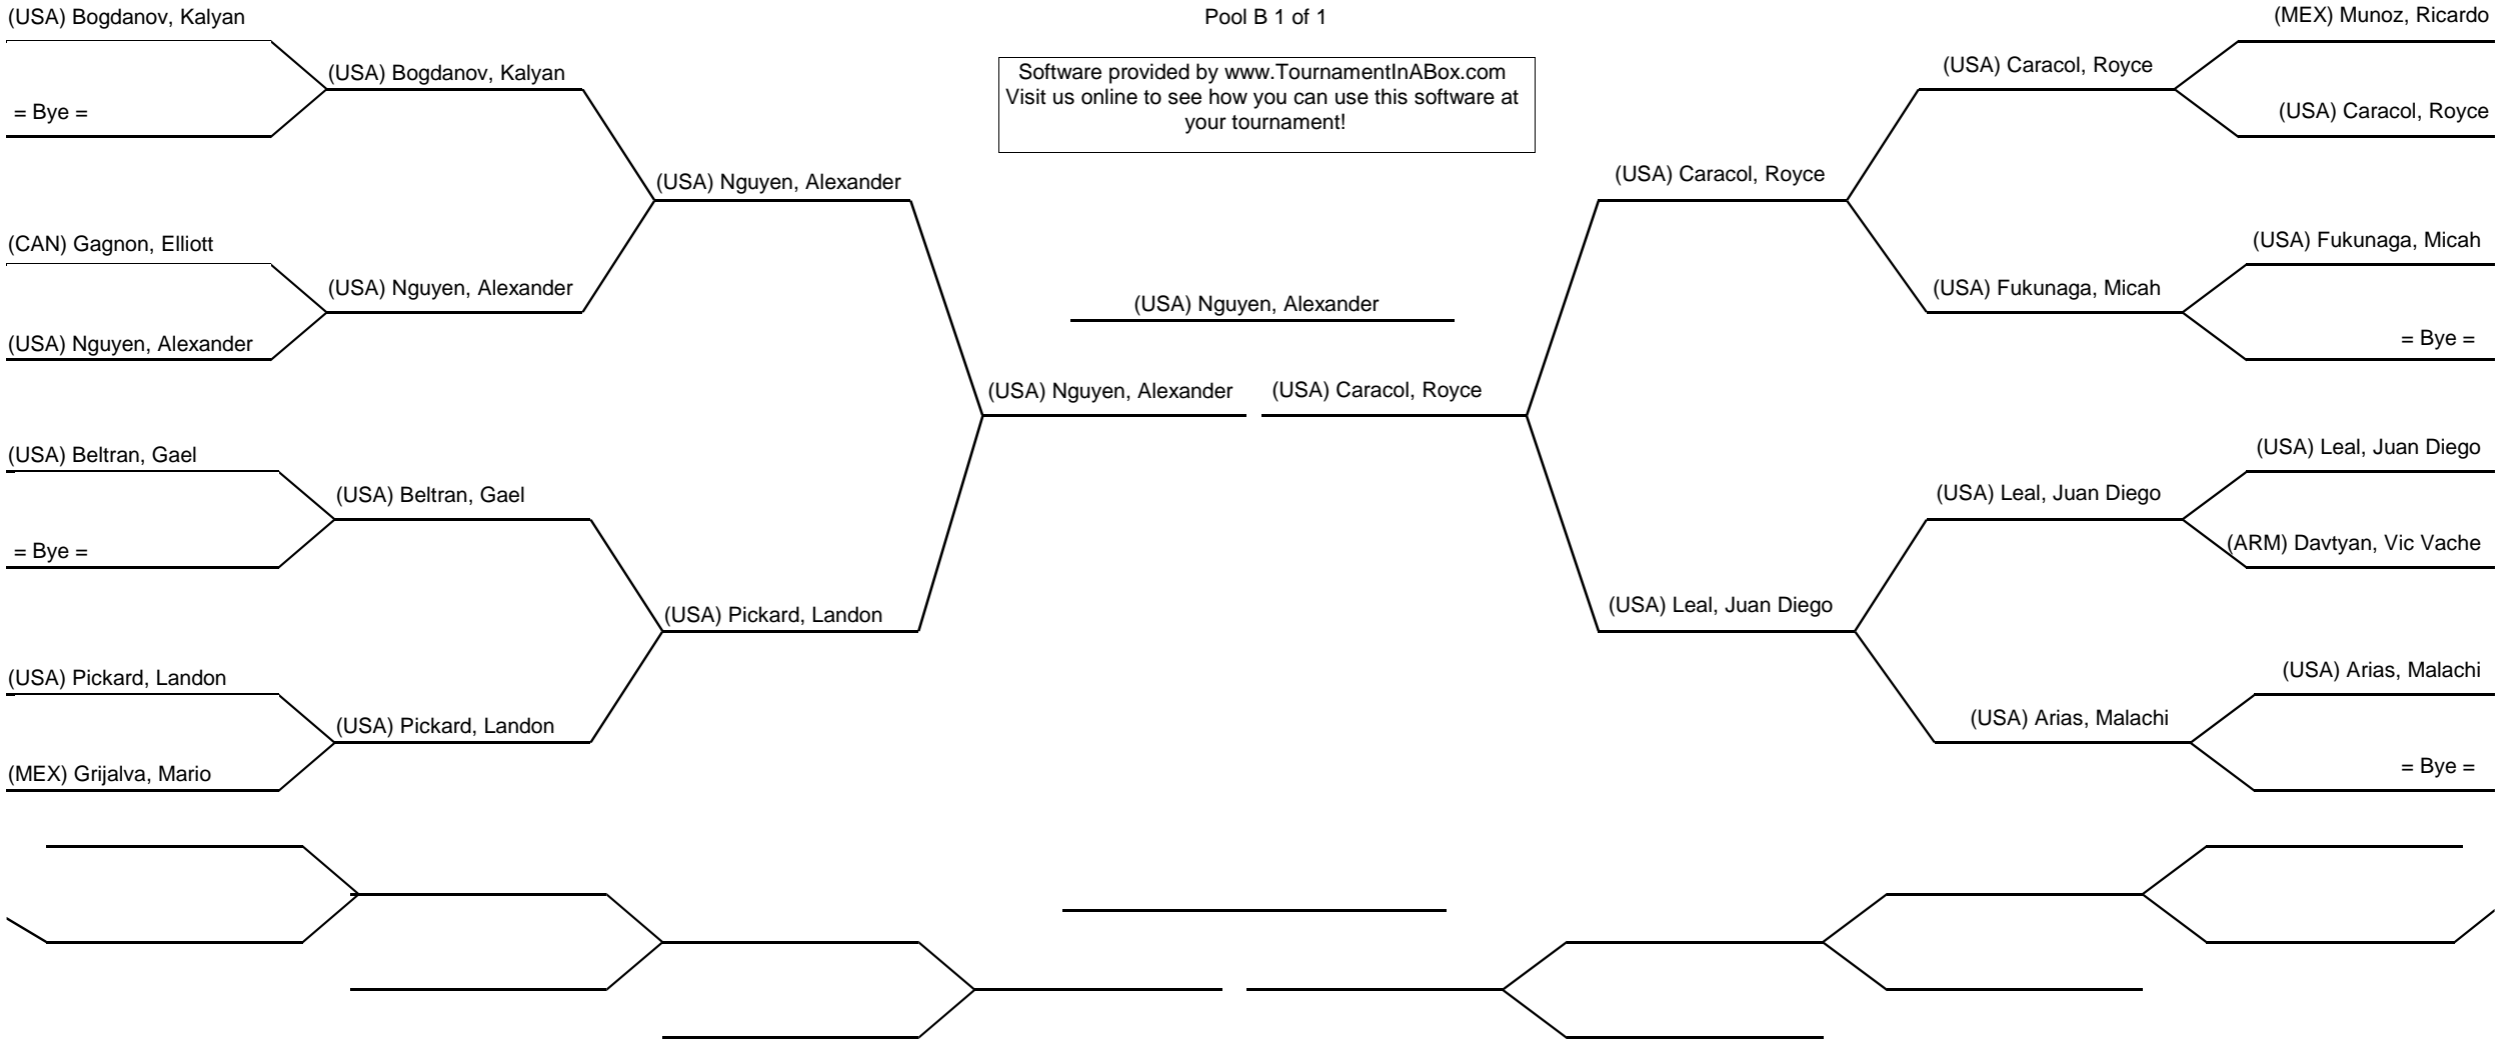 (USA) Bogdanov, Kalyan
= Bye =
(CAN) Gagnon, Elliott
(USA) Nguyen, Alexander
(USA) Beltran, Gael
= Bye =
(USA) Pickard, Landon
(MEX) Grijalva, Mario
(USA) Bogdanov, Kalyan
(USA) Nguyen, Alexander
(USA) Beltran, Gael
(USA) Pickard, Landon
(USA) Nguyen, Alexander
(USA) Pickard, Landon
(USA) Nguyen, Alexander
Pool B 1 of 1
Software provided by www.TournamentInABox.com
Visit us online to see how you can use this software at
your tournament!
(USA) Nguyen, Alexander
(USA) Caracol, Royce
(USA) Caracol, Royce
(USA) Leal, Juan Diego
(USA) Caracol, Royce
(USA) Fukunaga, Micah
(USA) Leal, Juan Diego
(USA) Arias, Malachi
(MEX) Munoz, Ricardo
(USA) Caracol, Royce
(USA) Fukunaga, Micah
= Bye =
(USA) Leal, Juan Diego
(ARM) Davtyan, Vic Vache
(USA) Arias, Malachi
= Bye =